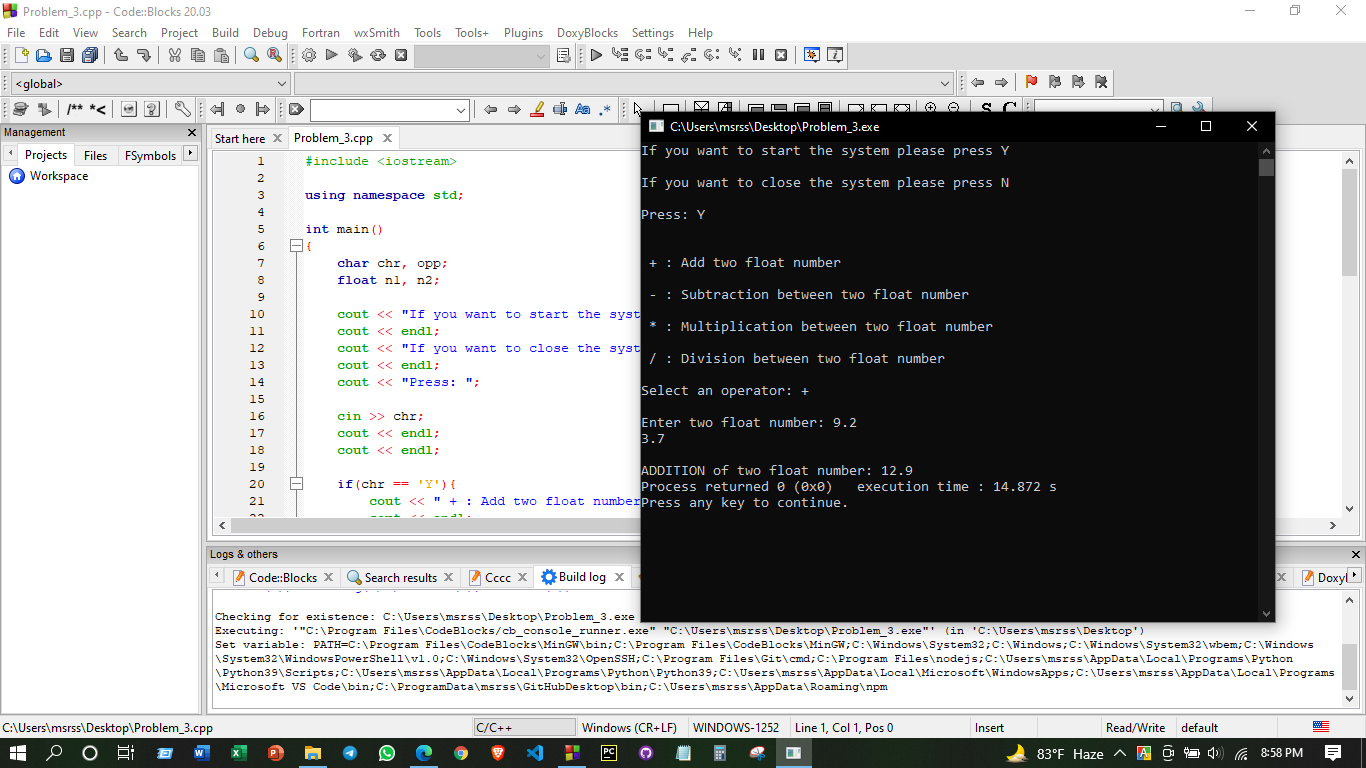 Problem_3.cpp - Code::Blocks 20.03
File Edit View Search Project Build Debug Fortran wxSmith Tools Tools+ Plugins DoxyBlocks Settings Help
<global>
/** *<
Management
Projects Files FSymbols
Workspace
Start here Problem_3.cpp
1 #include <iostream>
2
3 using namespace std;
4
5 int main()
6 {
7 char chr, opp;
8 float n1, n2;
9
10 cout << "If you want to start the syst
11 cout << endl;
12 cout << "If you want to close the syst
13 cout << endl;
14 cout << "Press: ";
15
16 cin >> chr;
17 cout << endl;
18 cout << endl;
19
20 if(chr == 'Y'){
21 cout << " + : Add two float number
C:\Users\msrss\Desktop\Problem_3.exe
If you want to start the system please press Y
If you want to close the system please press N
Press: Y
+ : Add two float number
- : Subtraction between two float number
* : Multiplication between two float number
/ : Division between two float number
Select an operator: +
Enter two float number: 9.2
3.7
ADDITION of two float number: 12.9
Process returned 0 (0x0) execution time : 14.872 s
Press any key to continue.
Logs & others
Code::Blocks Search results Cccc Build log Doxyl
Checking for existence: C:\Users\msrss\Desktop\Problem_3.exe
Executing: '"C:\Program Files\CodeBlocks/cb_console_runner.exe" "C:\Users\msrss\Desktop\Problem_3.exe"' (in 'C:\Users\msrss\Desktop')
Set variable: PATH=C:\Program Files\CodeBlocks\MinGW\bin;C:\Program Files\CodeBlocks\MinGW;C:\Windows\System32;C:\Windows;C:\Windows\System32\wbem;C:\Windows
\System32\WindowsPowerShell\v1.0;C:\Windows\System32\OpenSSH;C:\Program Files\Git\cmd;C:\Program Files\nodejs;C:\Users\msrss\AppData\Local\Programs\Python
\Python39\Scripts;C:\Users\msrss\AppData\Local\Programs\Python\Python39;C:\Users\msrss\AppData\Local\Microsoft\WindowsApps;C:\Users\msrss\AppData\Local\Programs
\Microsoft VS Code\bin;C:\ProgramData\msrss\GitHubDesktop\bin;C:\Users\msrss\AppData\Roaming\npm
C:\Users\msrss\Desktop\Problem_3.cpp C/C++ Windows (CR+LF) WINDOWS-1252 Line 1, Col 1, Pos 0 Insert Read/Write default
83°F Haze 8:58 PM